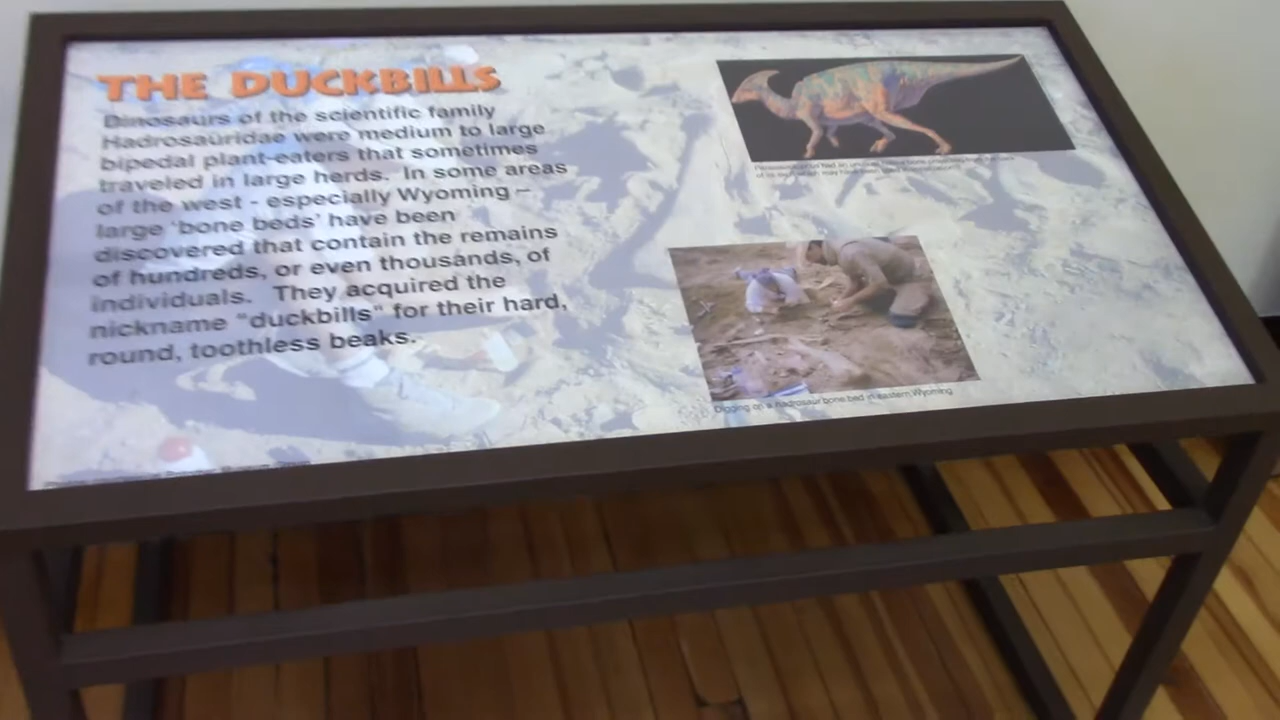 THE DUCKBILLS
Dinosaurs of the scientific family
Hadrosauridae were medium to large
bipedal plant-eaters that sometimes
traveled in large herds. In some areas
of the west - especially Wyoming –
large 'bone beds' have been
discovered that contain the remains
of hundreds, or even thousands, of
individuals. They acquired the
nickname "duckbills" for their hard,
round, toothless beaks.
Digging on a hadrosaur bone bed in eastern Wyoming